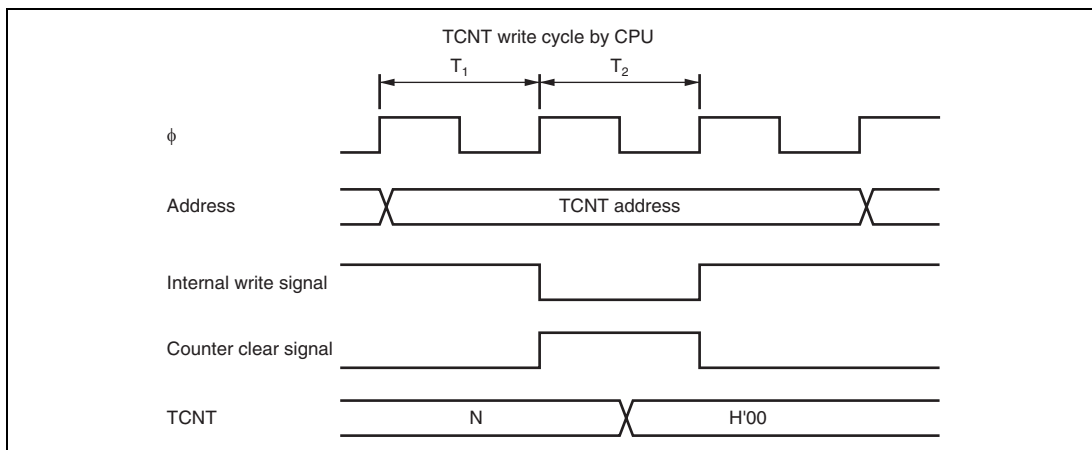 TCNT write cycle by CPU
T₁ T₂
ϕ
Address TCNT address
Internal write signal
Counter clear signal
TCNT N H'00